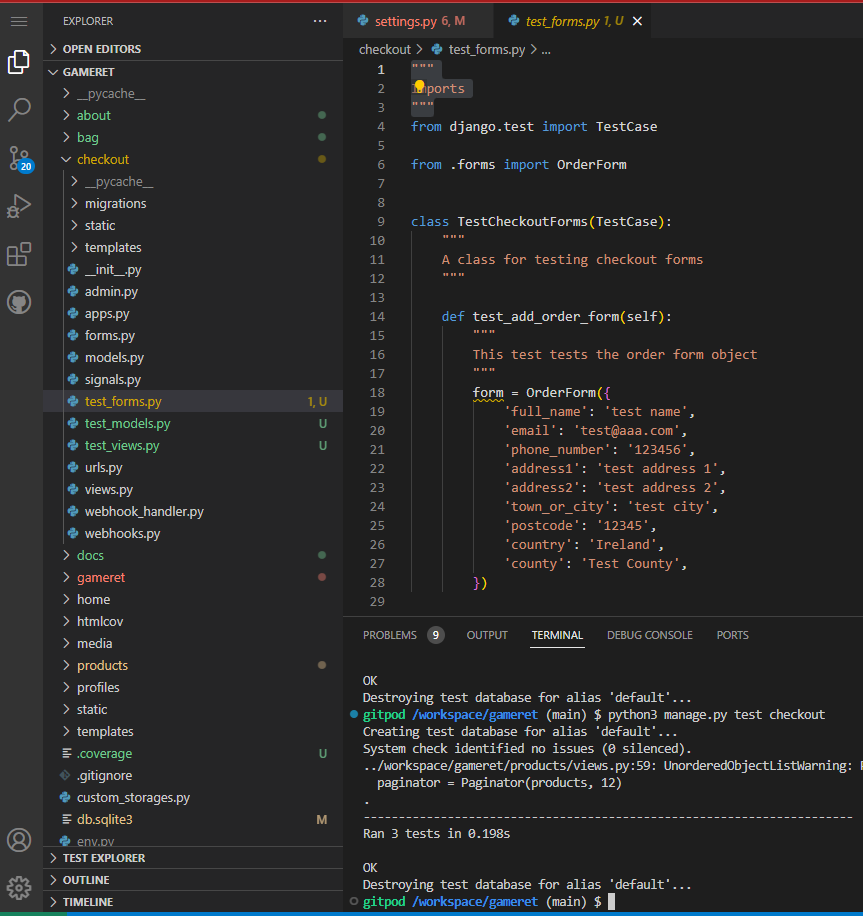 EXPLORER
...
OPEN EDITORS
GAMERET
__pycache__
about
bag
checkout
__pycache__
migrations
static
templates
__init__.py
admin.py
apps.py
forms.py
models.py
signals.py
test_forms.py 1, U
test_models.py U
test_views.py U
urls.py
views.py
webhook_handler.py
webhooks.py
docs
gameret
home
htmlcov
media
products
profiles
static
templates
.coverage U
.gitignore
custom_storages.py
db.sqlite3 M
env.py
TEST EXPLORER
OUTLINE
TIMELINE
20
settings.py 6, M
test_forms.py 1, U
checkout > test_forms.py > ...
1 """
2 imports
3 """
4 from django.test import TestCase
5
6 from .forms import OrderForm
7
8
9 class TestCheckoutForms(TestCase):
10 """
11 A class for testing checkout forms
12 """
13
14 def test_add_order_form(self):
15 """
16 This test tests the order form object
17 """
18 form = OrderForm({
19 'full_name': 'test name',
20 'email': 'test@aaa.com',
21 'phone_number': '123456',
22 'address1': 'test address 1',
23 'address2': 'test address 2',
24 'town_or_city': 'test city',
25 'postcode': '12345',
26 'country': 'Ireland',
27 'county': 'Test County',
28 })
29
PROBLEMS 9 OUTPUT TERMINAL DEBUG CONSOLE PORTS
OK
Destroying test database for alias 'default'...
gitpod /workspace/gameret (main) $ python3 manage.py test checkout
Creating test database for alias 'default'...
System check identified no issues (0 silenced).
../workspace/gameret/products/views.py:59: UnorderedObjectListWarning:
paginator = Paginator(products, 12)
.
----------------------------------------------------------------------
Ran 3 tests in 0.198s
OK
Destroying test database for alias 'default'...
gitpod /workspace/gameret (main) $